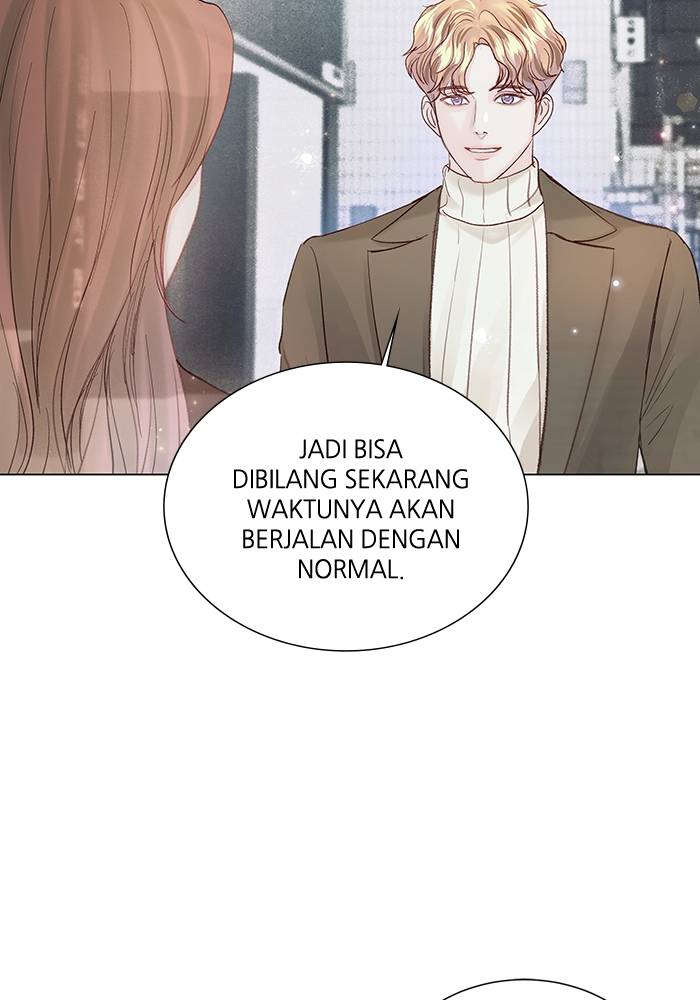 JADI BISA
DIBILANG SEKARANG
WAKTUNYA AKAN
BERJALAN DENGAN
NORMAL.